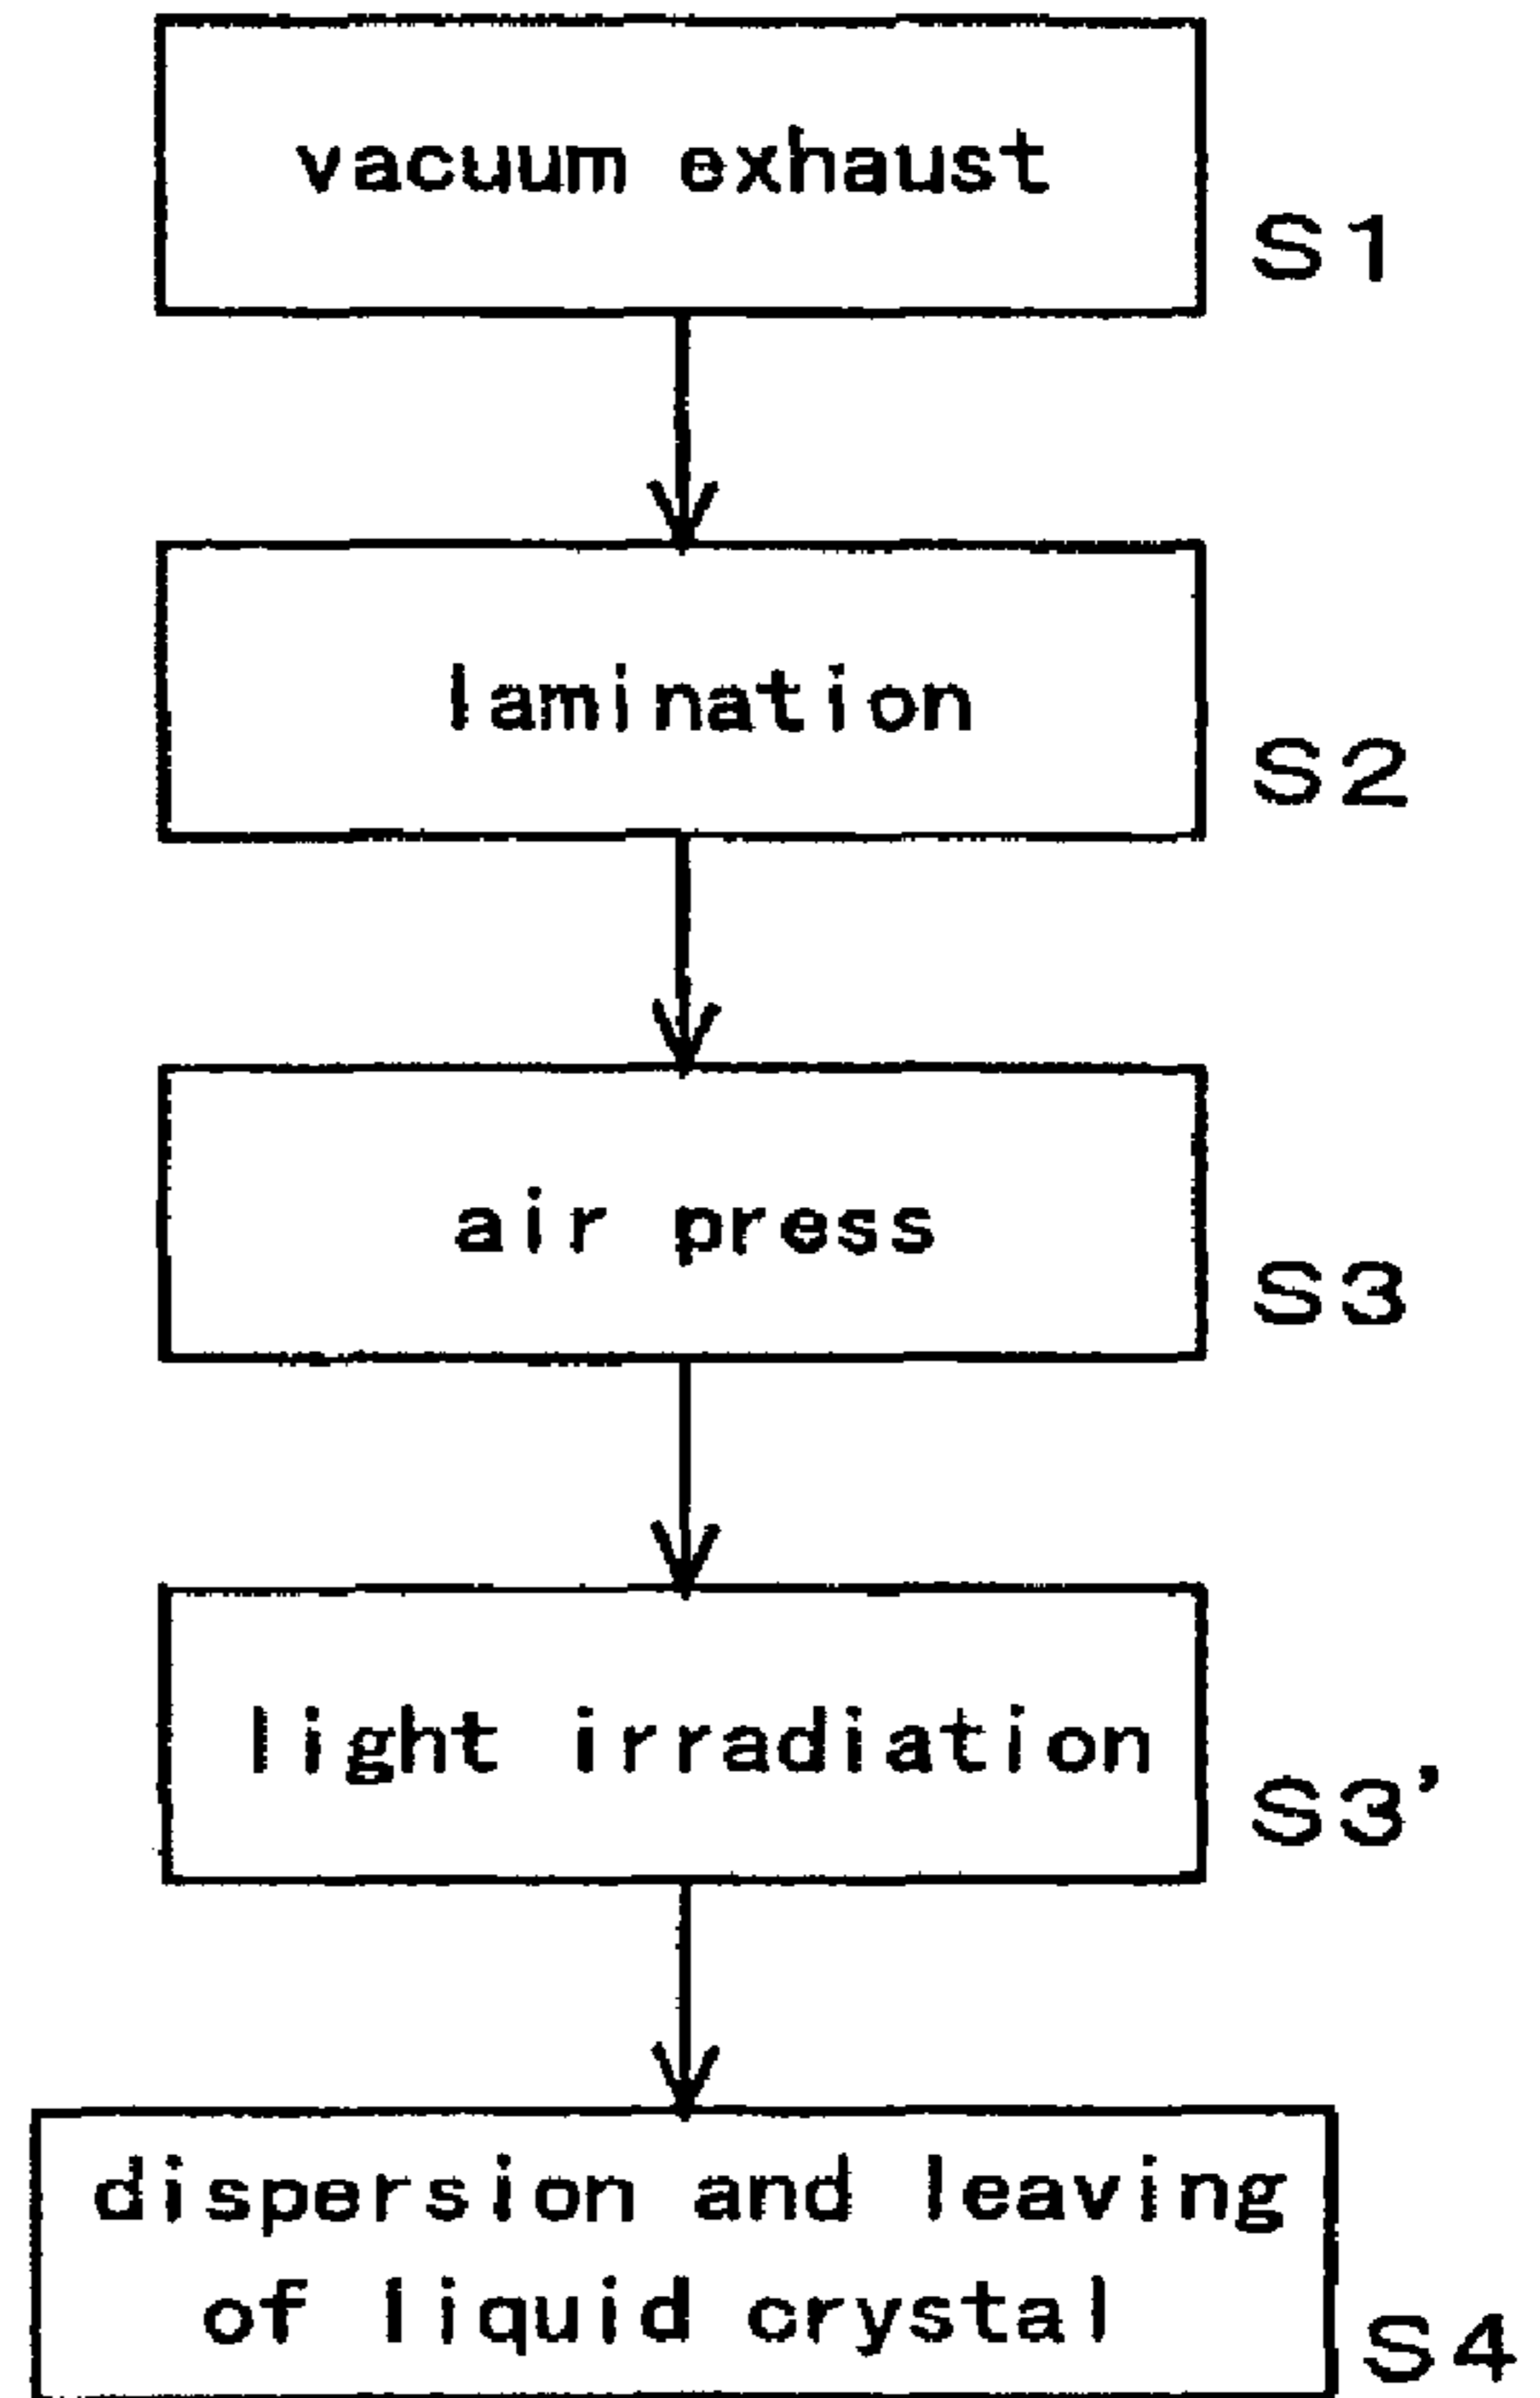 vacuum exhaust
S1
lamination
S2
air press
S3
light irradiation
S3'
dispersion and leaving
of liquid crystal
S4